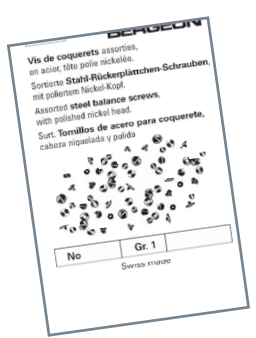 BERGEON
Vis de coquerets assorties,
en acier, tête polie nickelée.
Sortierte Stahl-Rückerplättchen-Schrauben,
mit poliertem Nickel-Kopf.
Assorted steel balance screws,
with polished nickel head.
Surt. Tornillos de acero para coquerete,
cabeza niquelada y pulida
No
Gr. 1
Swiss made